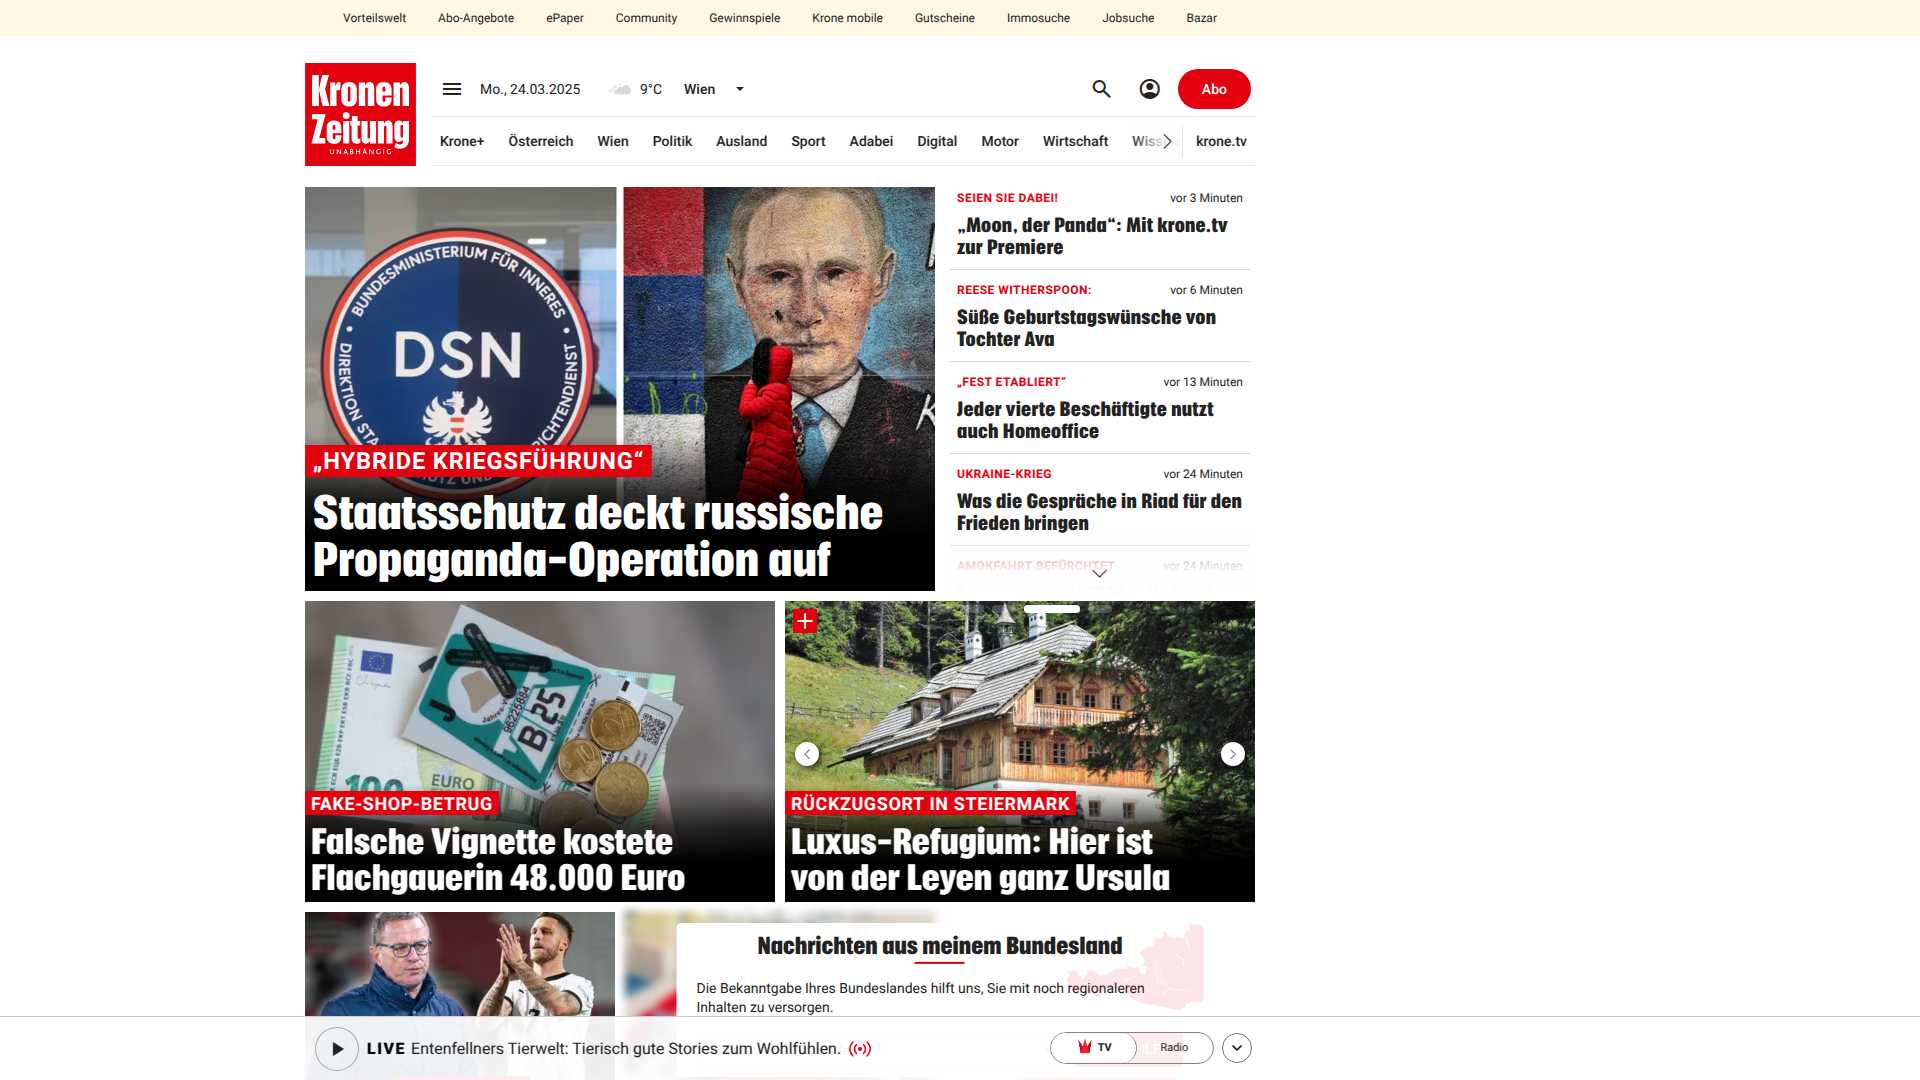 Vorteilswelt Abo-Angebote ePaper Community Gewinnspiele Krone mobile Gutscheine Immosuche Jobsuche Bazar
Kronen
Zeitung
UNABHÄNGIG
Mo., 24.03.2025 9°C Wien Abo
Krone+ Österreich Wien Politik Ausland Sport Adabei Digital Motor Wirtschaft krone.tv
BUNDESMINISTERIUM FÜR INNERES
DSN
„HYBRIDE KRIEGSFÜHRUNG“
Staatsschutz deckt russische
Propaganda-Operation auf
SEIEN SIE DABEI! vor 3 Minuten
„Moon, der Panda“: Mit krone.tv
zur Premiere
REESE WITHERSPOON: vor 6 Minuten
Süße Geburtstagswünsche von
Tochter Ava
„FEST ETABLIERT“ vor 13 Minuten
Jeder vierte Beschäftigte nutzt
auch Homeoffice
UKRAINE-KRIEG vor 24 Minuten
Was die Gespräche in Riad für den
Frieden bringen
AMOKFAHRT BEFÜRCHTET vor 24 Minuten
B25
100
EURO
FAKE-SHOP-BETRUG
Falsche Vignette kostete
Flachgauerin 48.000 Euro
RÜCKZUGSORT IN STEIERMARK
Luxus-Refugium: Hier ist
von der Leyen ganz Ursula
Nachrichten aus meinem Bundesland
Die Bekanntgabe Ihres Bundeslandes hilft uns, Sie mit noch regionaleren
Inhalten zu versorgen.
LIVE Entenfellners Tierwelt: Tierisch gute Stories zum Wohlfühlen. TV Radio